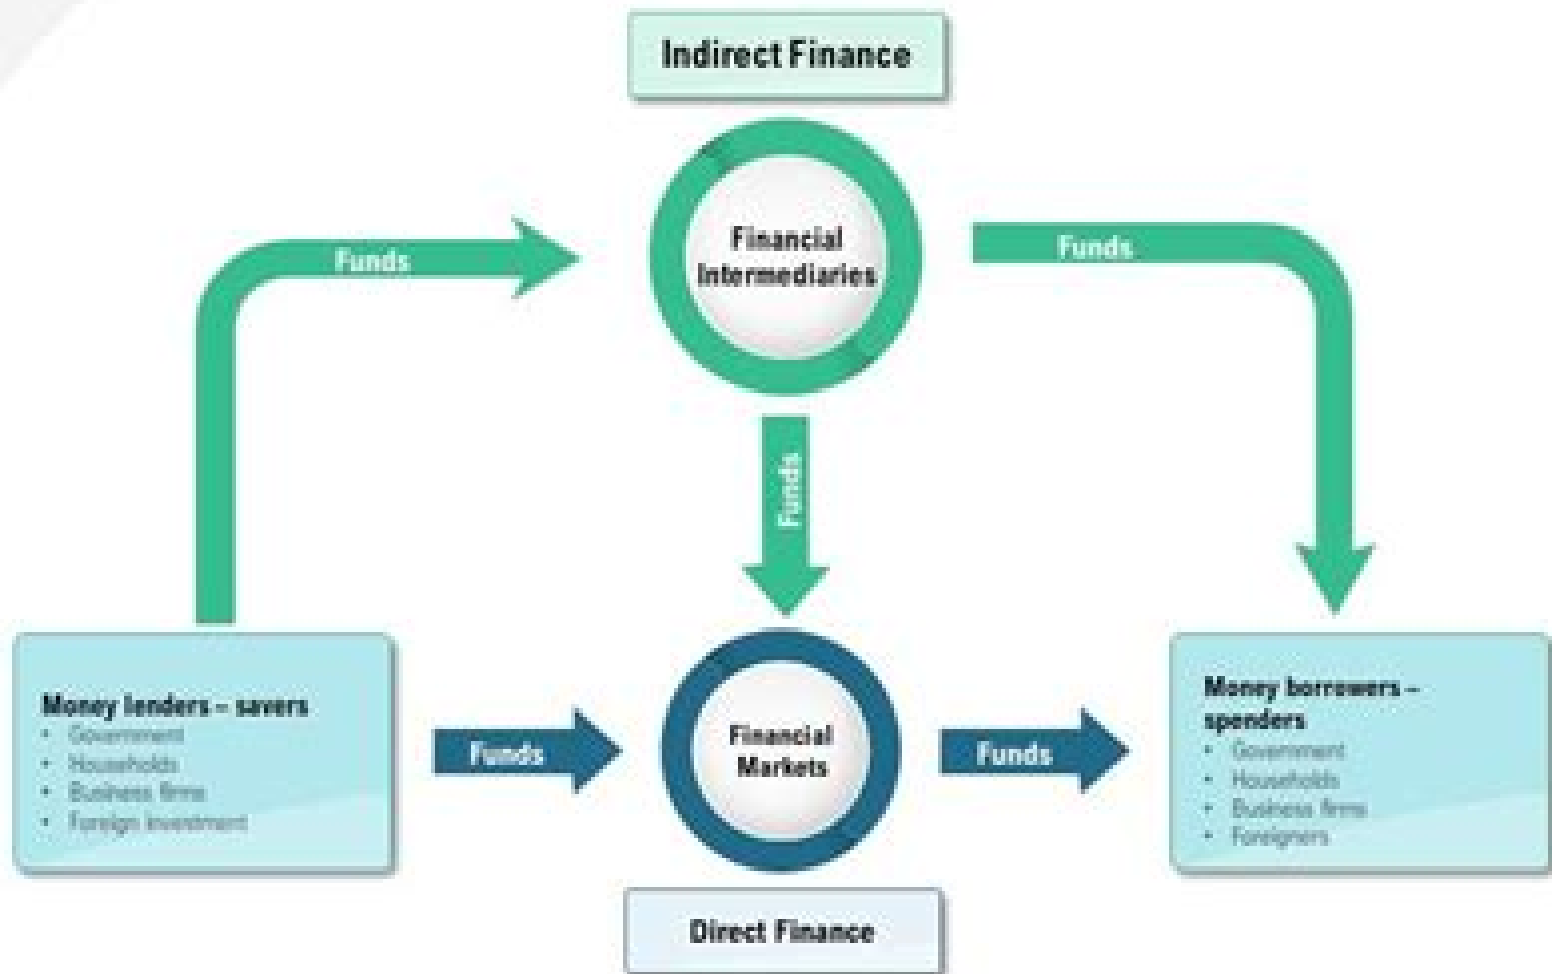 Indirect Finance
Financial
Intermediaries
Funds
Funds
Funds
Money lenders – savers
• Government
• Households
• Business firms
• Foreign investment
Funds
Financial
Markets
Funds
Money borrowers –
spenders
• Government
• Households
• Business firms
• Foreigners
Direct Finance